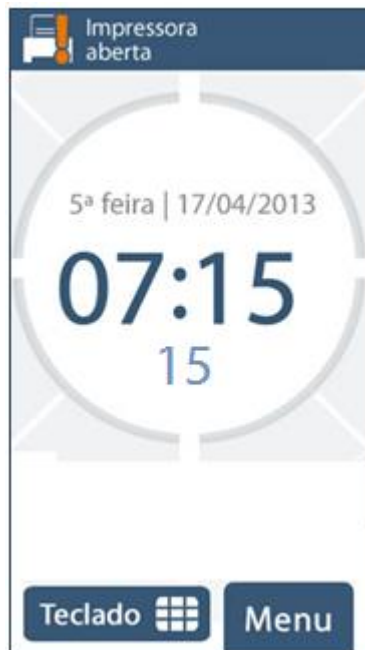 Impressora
aberta
5ª feira | 17/04/2013
07:15
15
Teclado
Menu